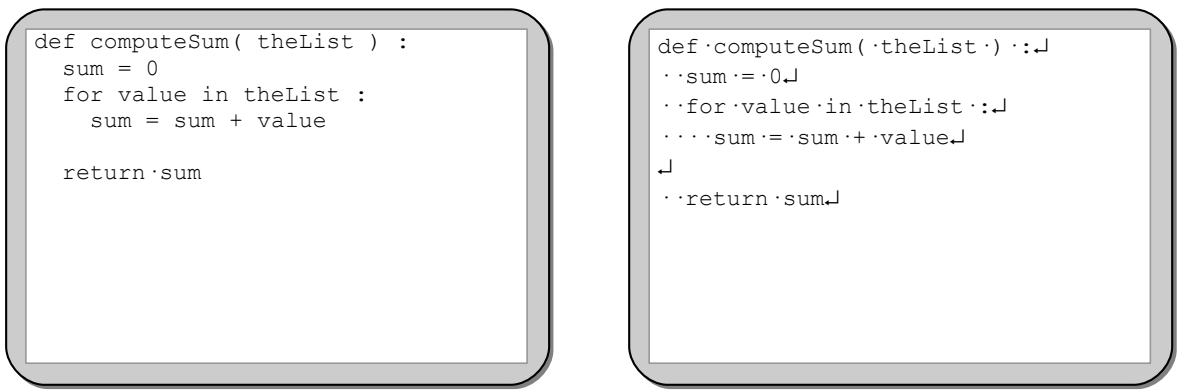 def computeSum( theList ) :
  sum = 0
  for value in theList :
    sum = sum + value

  return·sum
def·computeSum(·theList·)·:↵
··sum·=·0↵
··for·value·in·theList·:↵
····sum·=·sum·+·value↵
↵
··return·sum↵